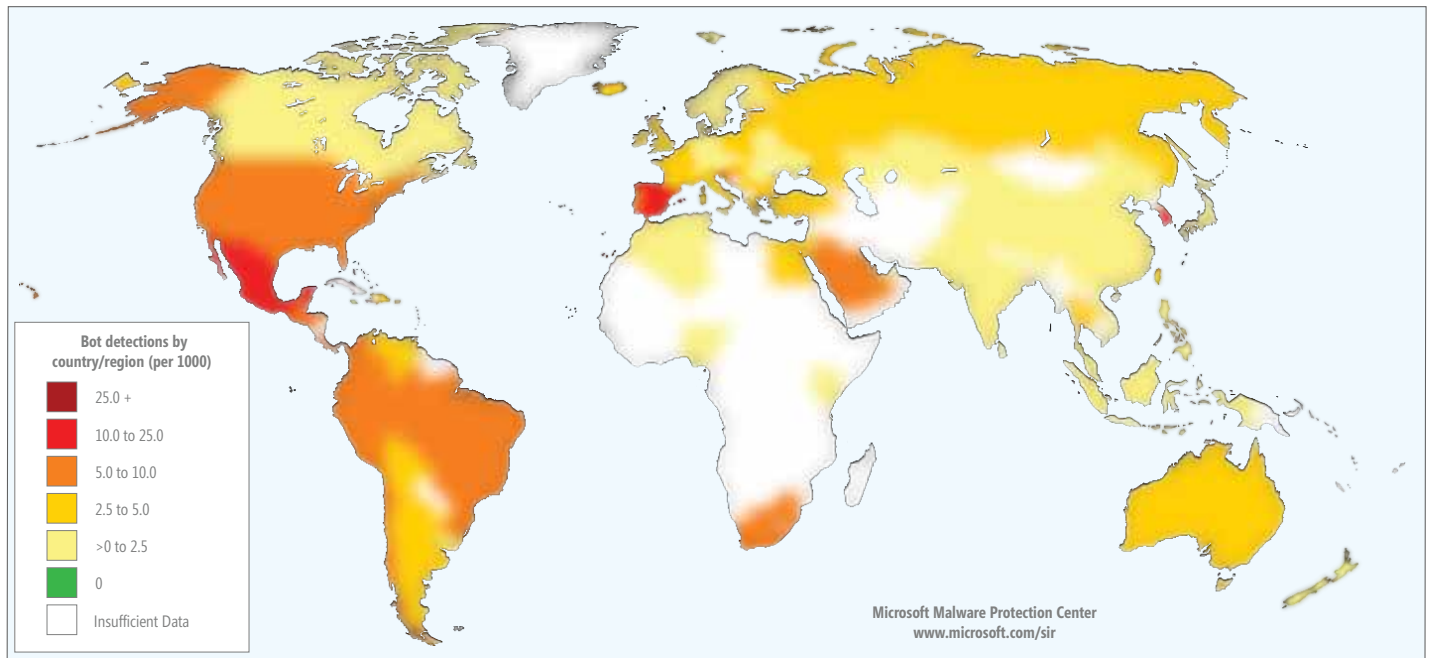 Bot detections by
country/region (per 1000)
25.0 +
10.0 to 25.0
5.0 to 10.0
2.5 to 5.0
>0 to 2.5
0
Insufficient Data
Microsoft Malware Protection Center
www.microsoft.com/sir